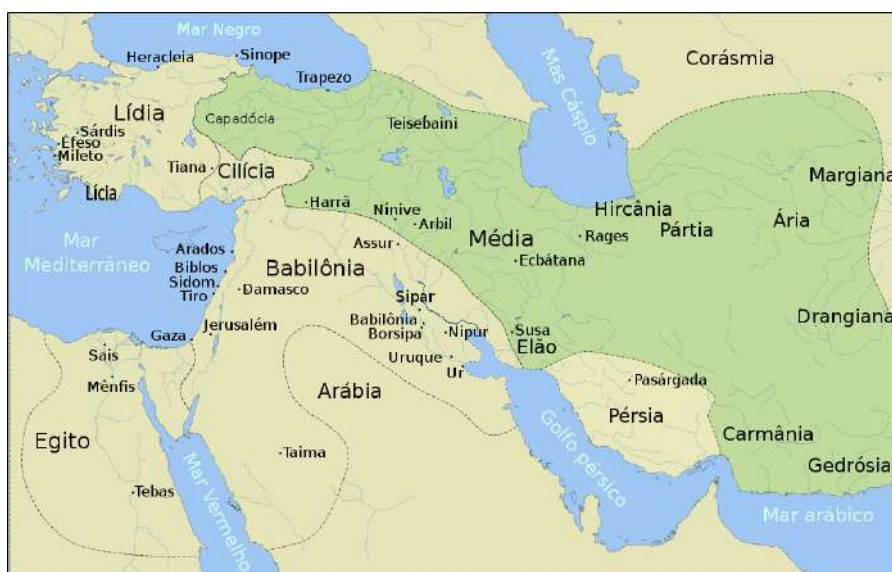 Mar Negro
Heracleia
Sinope
Trapezo
Mas Cáspio
Corásmia
Lídia
Capadócia
Teisebaini
Sárdis
Éfeso
Mileto
Tiana
Cilícia
Lícia
Harrã
Nínive
Arbil
Média
Hircânia
Rages
Pártia
Ária
Margiana
Mar
Mediterrâneo
Arados
Biblos
Sidom
Tiro
Damasco
Babilônia
Assur
Ecbátana
Sipar
Babilônia
Borsipa
Nipur
Susa
Elão
Drangiana
Gaza
Jerusalém
Uruque
Ur
Sais
Mênfis
Arábia
Pasárgada
Pérsia
Carmânia
Gedrósia
Egito
Taima
Tebas
Mar Vermelho
Golfo pérsico
Mar arábico